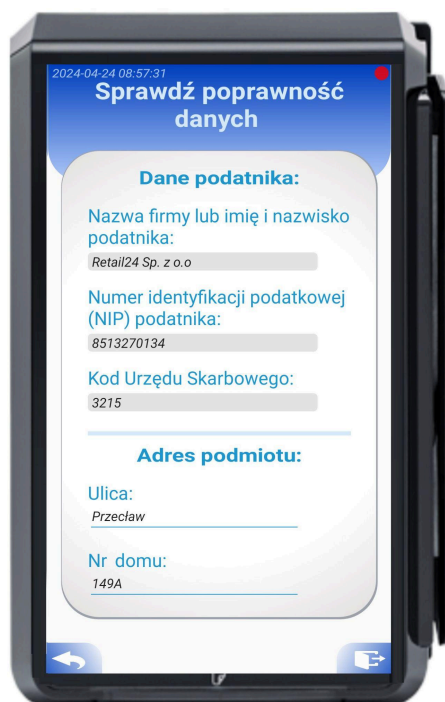 2024-04-24 08:57:31
Sprawdź poprawność
danych
Dane podatnika:
Nazwa firmy lub imię i nazwisko
podatnika:
Retail24 Sp. z o.o
Numer identyfikacji podatkowej
(NIP) podatnika:
8513270134
Kod Urzędu Skarbowego:
3215
Adres podmiotu:
Ulica:
Przecław
Nr domu:
149A